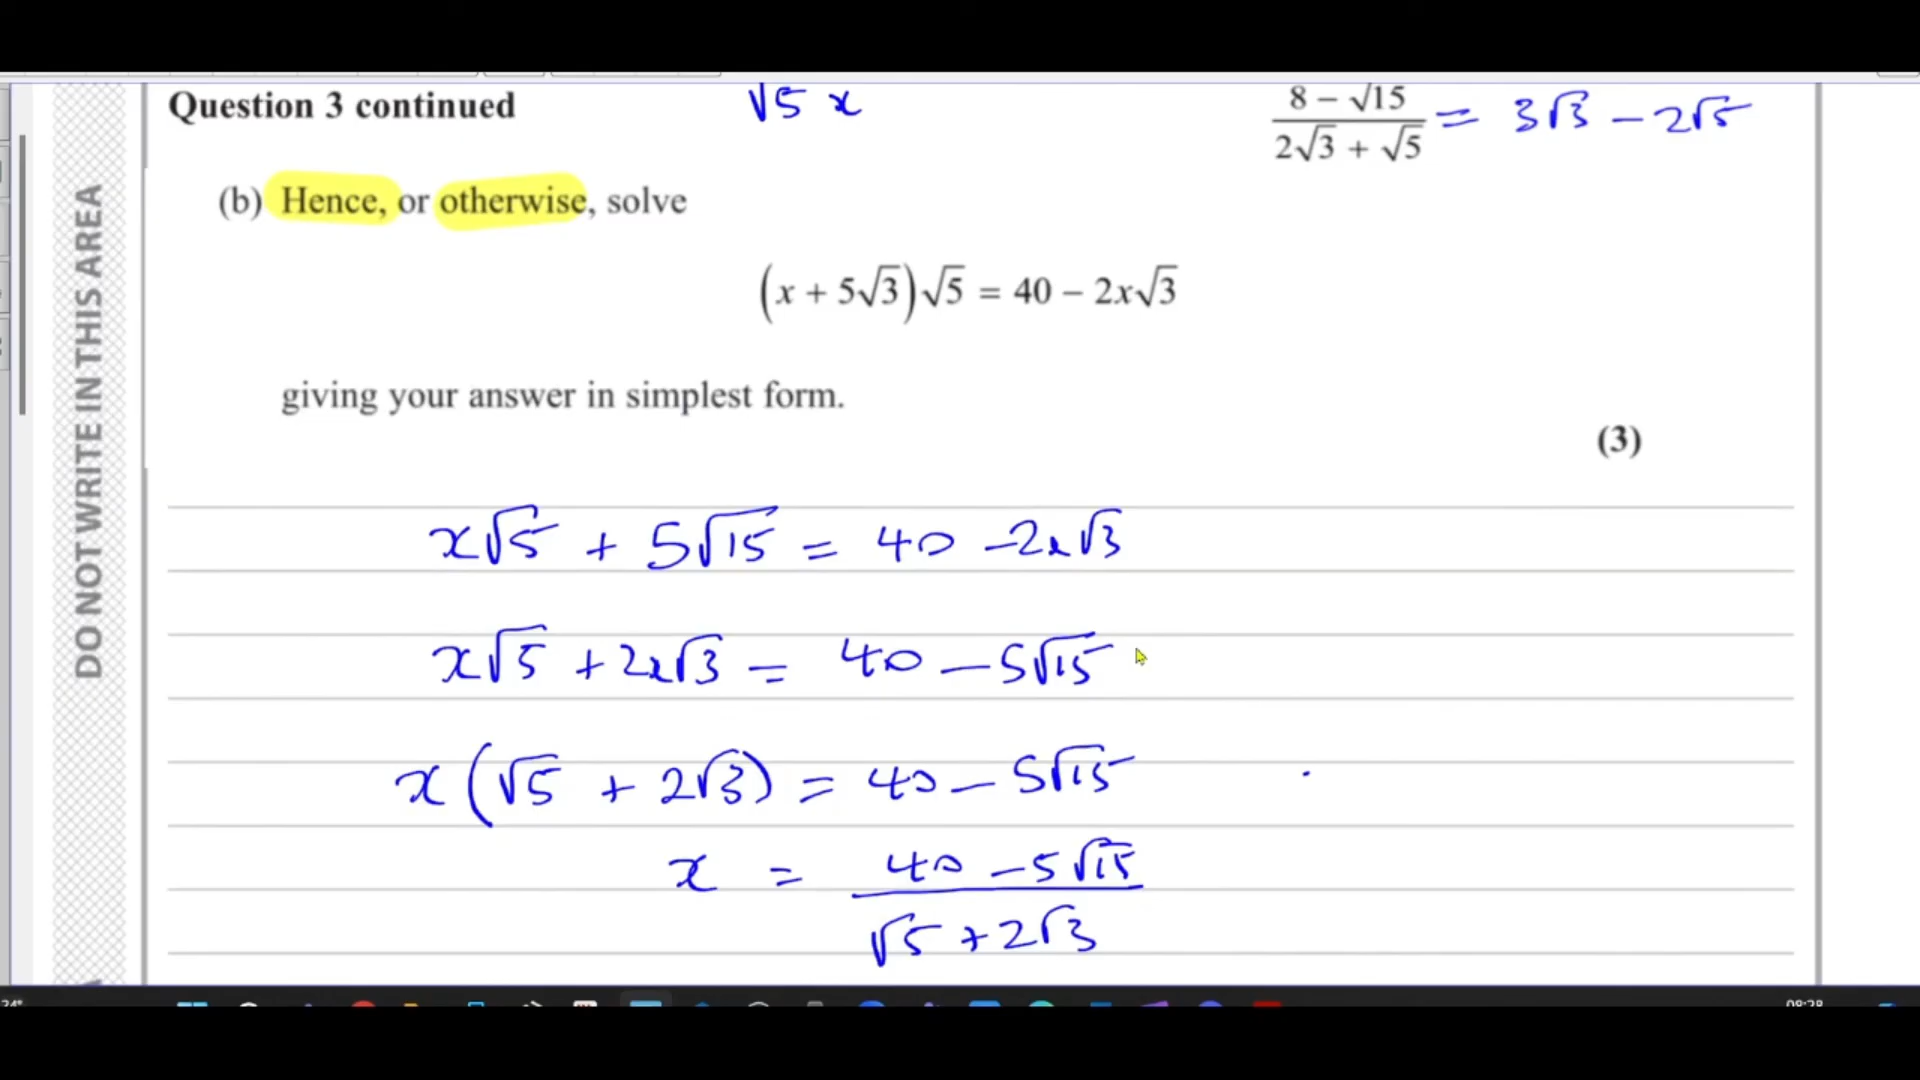 Question 3 continued
√5 x
(8 − √15)/(2√3 + √5) = 3√3 − 2√5
(b) Hence, or otherwise, solve
(x + 5√3)√5 = 40 − 2x√3
giving your answer in simplest form.
(3)
DO NOT WRITE IN THIS AREA
x√5 + 5√15 = 40 − 2x√3
x√5 + 2x√3 = 40 − 5√15
x(√5 + 2√3) = 40 − 5√15
x = (40 − 5√15)/(√5 + 2√3)
24°
08:28